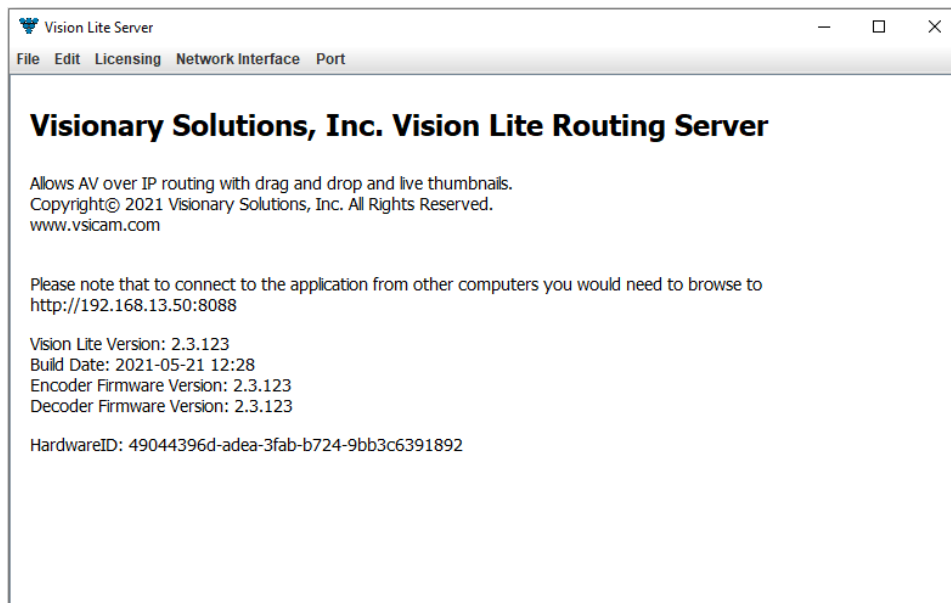 Vision Lite Server
File Edit Licensing Network Interface Port
Visionary Solutions, Inc. Vision Lite Routing Server
Allows AV over IP routing with drag and drop and live thumbnails.
Copyright© 2021 Visionary Solutions, Inc. All Rights Reserved.
www.vsicam.com
Please note that to connect to the application from other computers you would need to browse to
http://192.168.13.50:8088
Vision Lite Version: 2.3.123
Build Date: 2021-05-21 12:28
Encoder Firmware Version: 2.3.123
Decoder Firmware Version: 2.3.123
HardwareID: 49044396d-adea-3fab-b724-9bb3c6391892